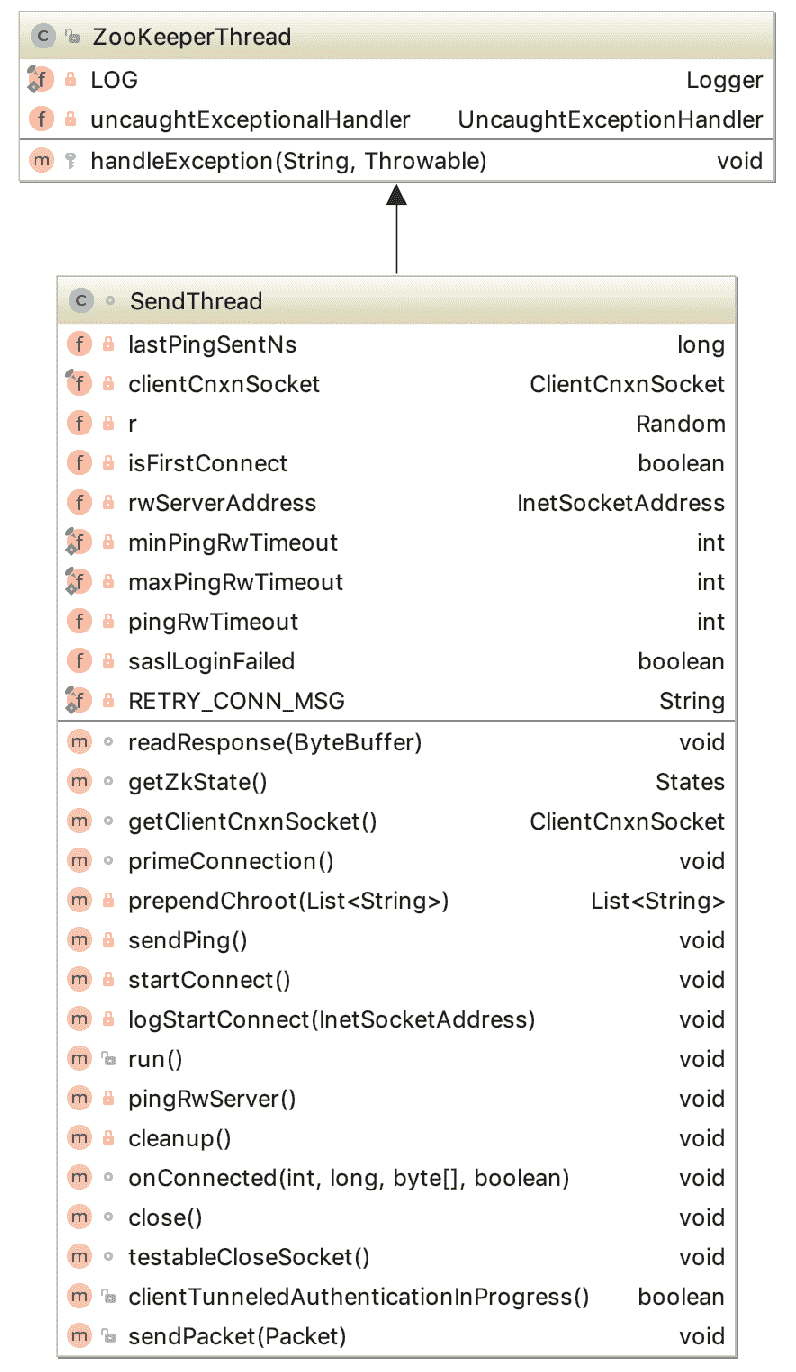 C ZooKeeperThread
f LOG Logger
f uncaughtExceptionalHandler UncaughtExceptionHandler
m handleException(String, Throwable) void
C SendThread
f lastPingSentNs long
f clientCnxnSocket ClientCnxnSocket
f r Random
f isFirstConnect boolean
f rwServerAddress InetSocketAddress
f minPingRwTimeout int
f maxPingRwTimeout int
f pingRwTimeout int
f saslLoginFailed boolean
f RETRY_CONN_MSG String
m readResponse(ByteBuffer) void
m getZkState() States
m getClientCnxnSocket() ClientCnxnSocket
m primeConnection() void
m prependChroot(List<String>) List<String>
m sendPing() void
m startConnect() void
m logStartConnect(InetSocketAddress) void
m run() void
m pingRwServer() void
m cleanup() void
m onConnected(int, long, byte[], boolean) void
m close() void
m testableCloseSocket() void
m clientTunneledAuthenticationInProgress() boolean
m sendPacket(Packet) void